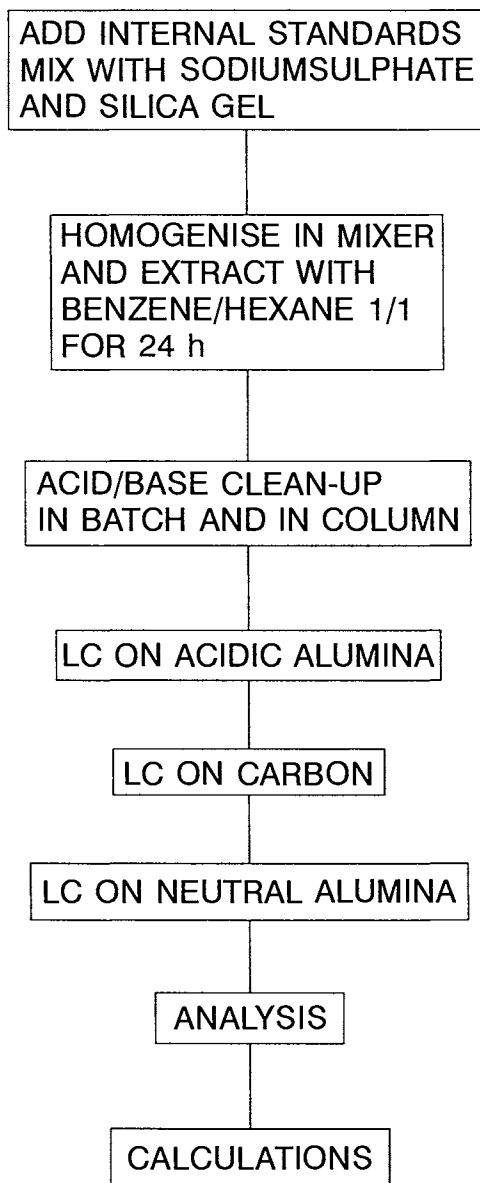 ADD INTERNAL STANDARDS
MIX WITH SODIUMSULPHATE
AND SILICA GEL
HOMOGENISE IN MIXER
AND EXTRACT WITH
BENZENE/HEXANE 1/1
FOR 24 h
ACID/BASE CLEAN-UP
IN BATCH AND IN COLUMN
LC ON ACIDIC ALUMINA
LC ON CARBON
LC ON NEUTRAL ALUMINA
ANALYSIS
CALCULATIONS